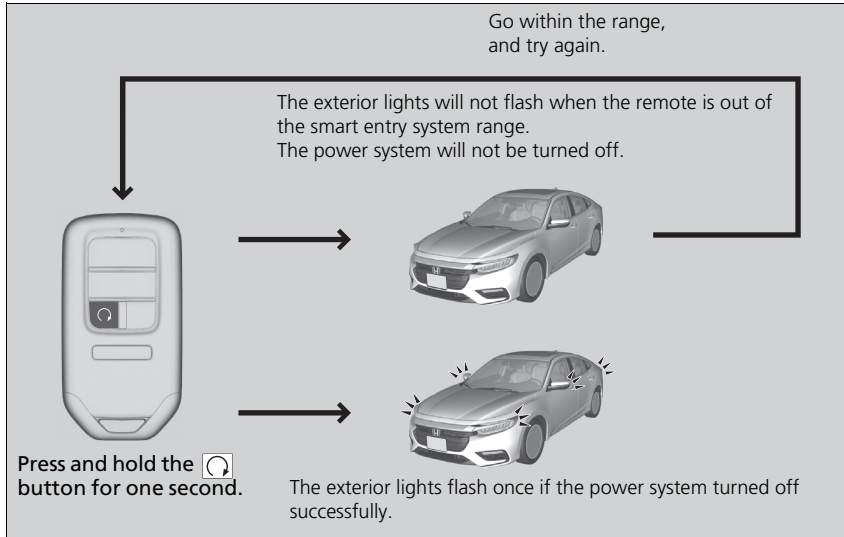 Go within the range,
and try again.
The exterior lights will not flash when the remote is out of
the smart entry system range.
The power system will not be turned off.
Press and hold the
button for one second.
The exterior lights flash once if the power system turned off
successfully.